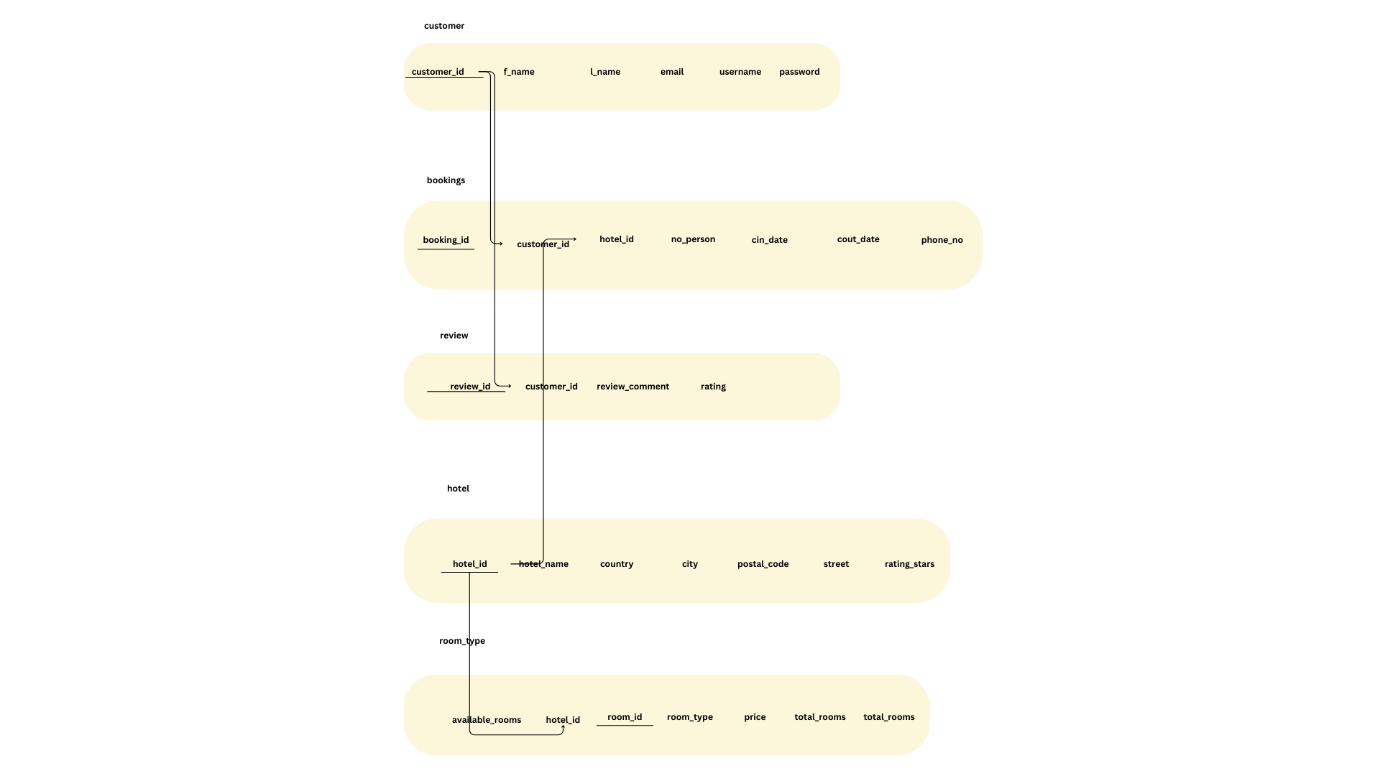 customer
customer_id f_name l_name email username password
bookings
booking_id customer_id hotel_id no_person cin_date cout_date phone_no
review
review_id customer_id review_comment rating
hotel
hotel_id hotel_name country city postal_code street rating_stars
room_type
available_rooms hotel_id room_id room_type price total_rooms total_rooms